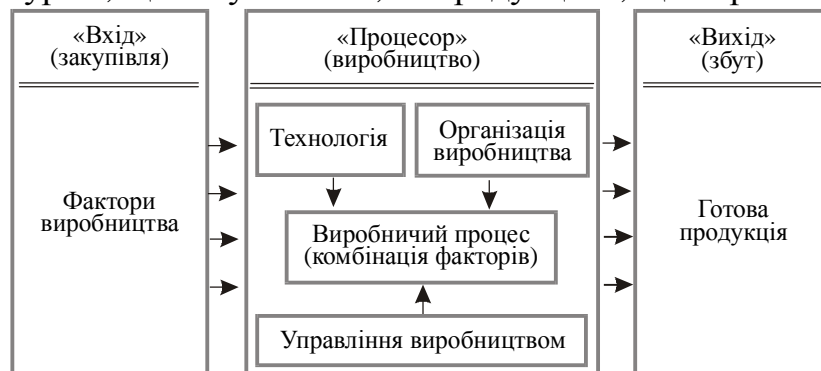 «Вхід»
(закупівля)
Фактори
виробництва
«Процесор»
(виробництво)
Технологія
Організація
виробництва
Виробничий процес
(комбінація факторів)
Управління виробництвом
«Вихід»
(збут)
Готова
продукція